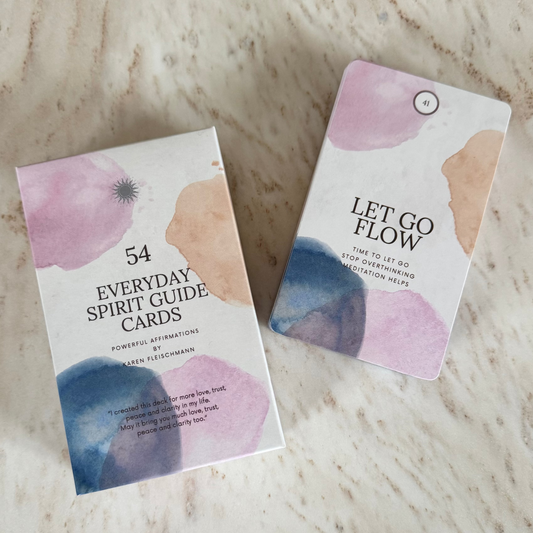 54
EVERYDAY
SPIRIT GUIDE
CARDS
POWERFUL AFFIRMATIONS
BY
KAREN FLEISCHMANN
"I created this deck for more love, trust,
peace and clarity in my life.
May it bring you much love, trust,
peace and clarity too."
41
LET GO
FLOW
TIME TO LET GO
STOP OVERTHINKING
MEDITATION HELPS